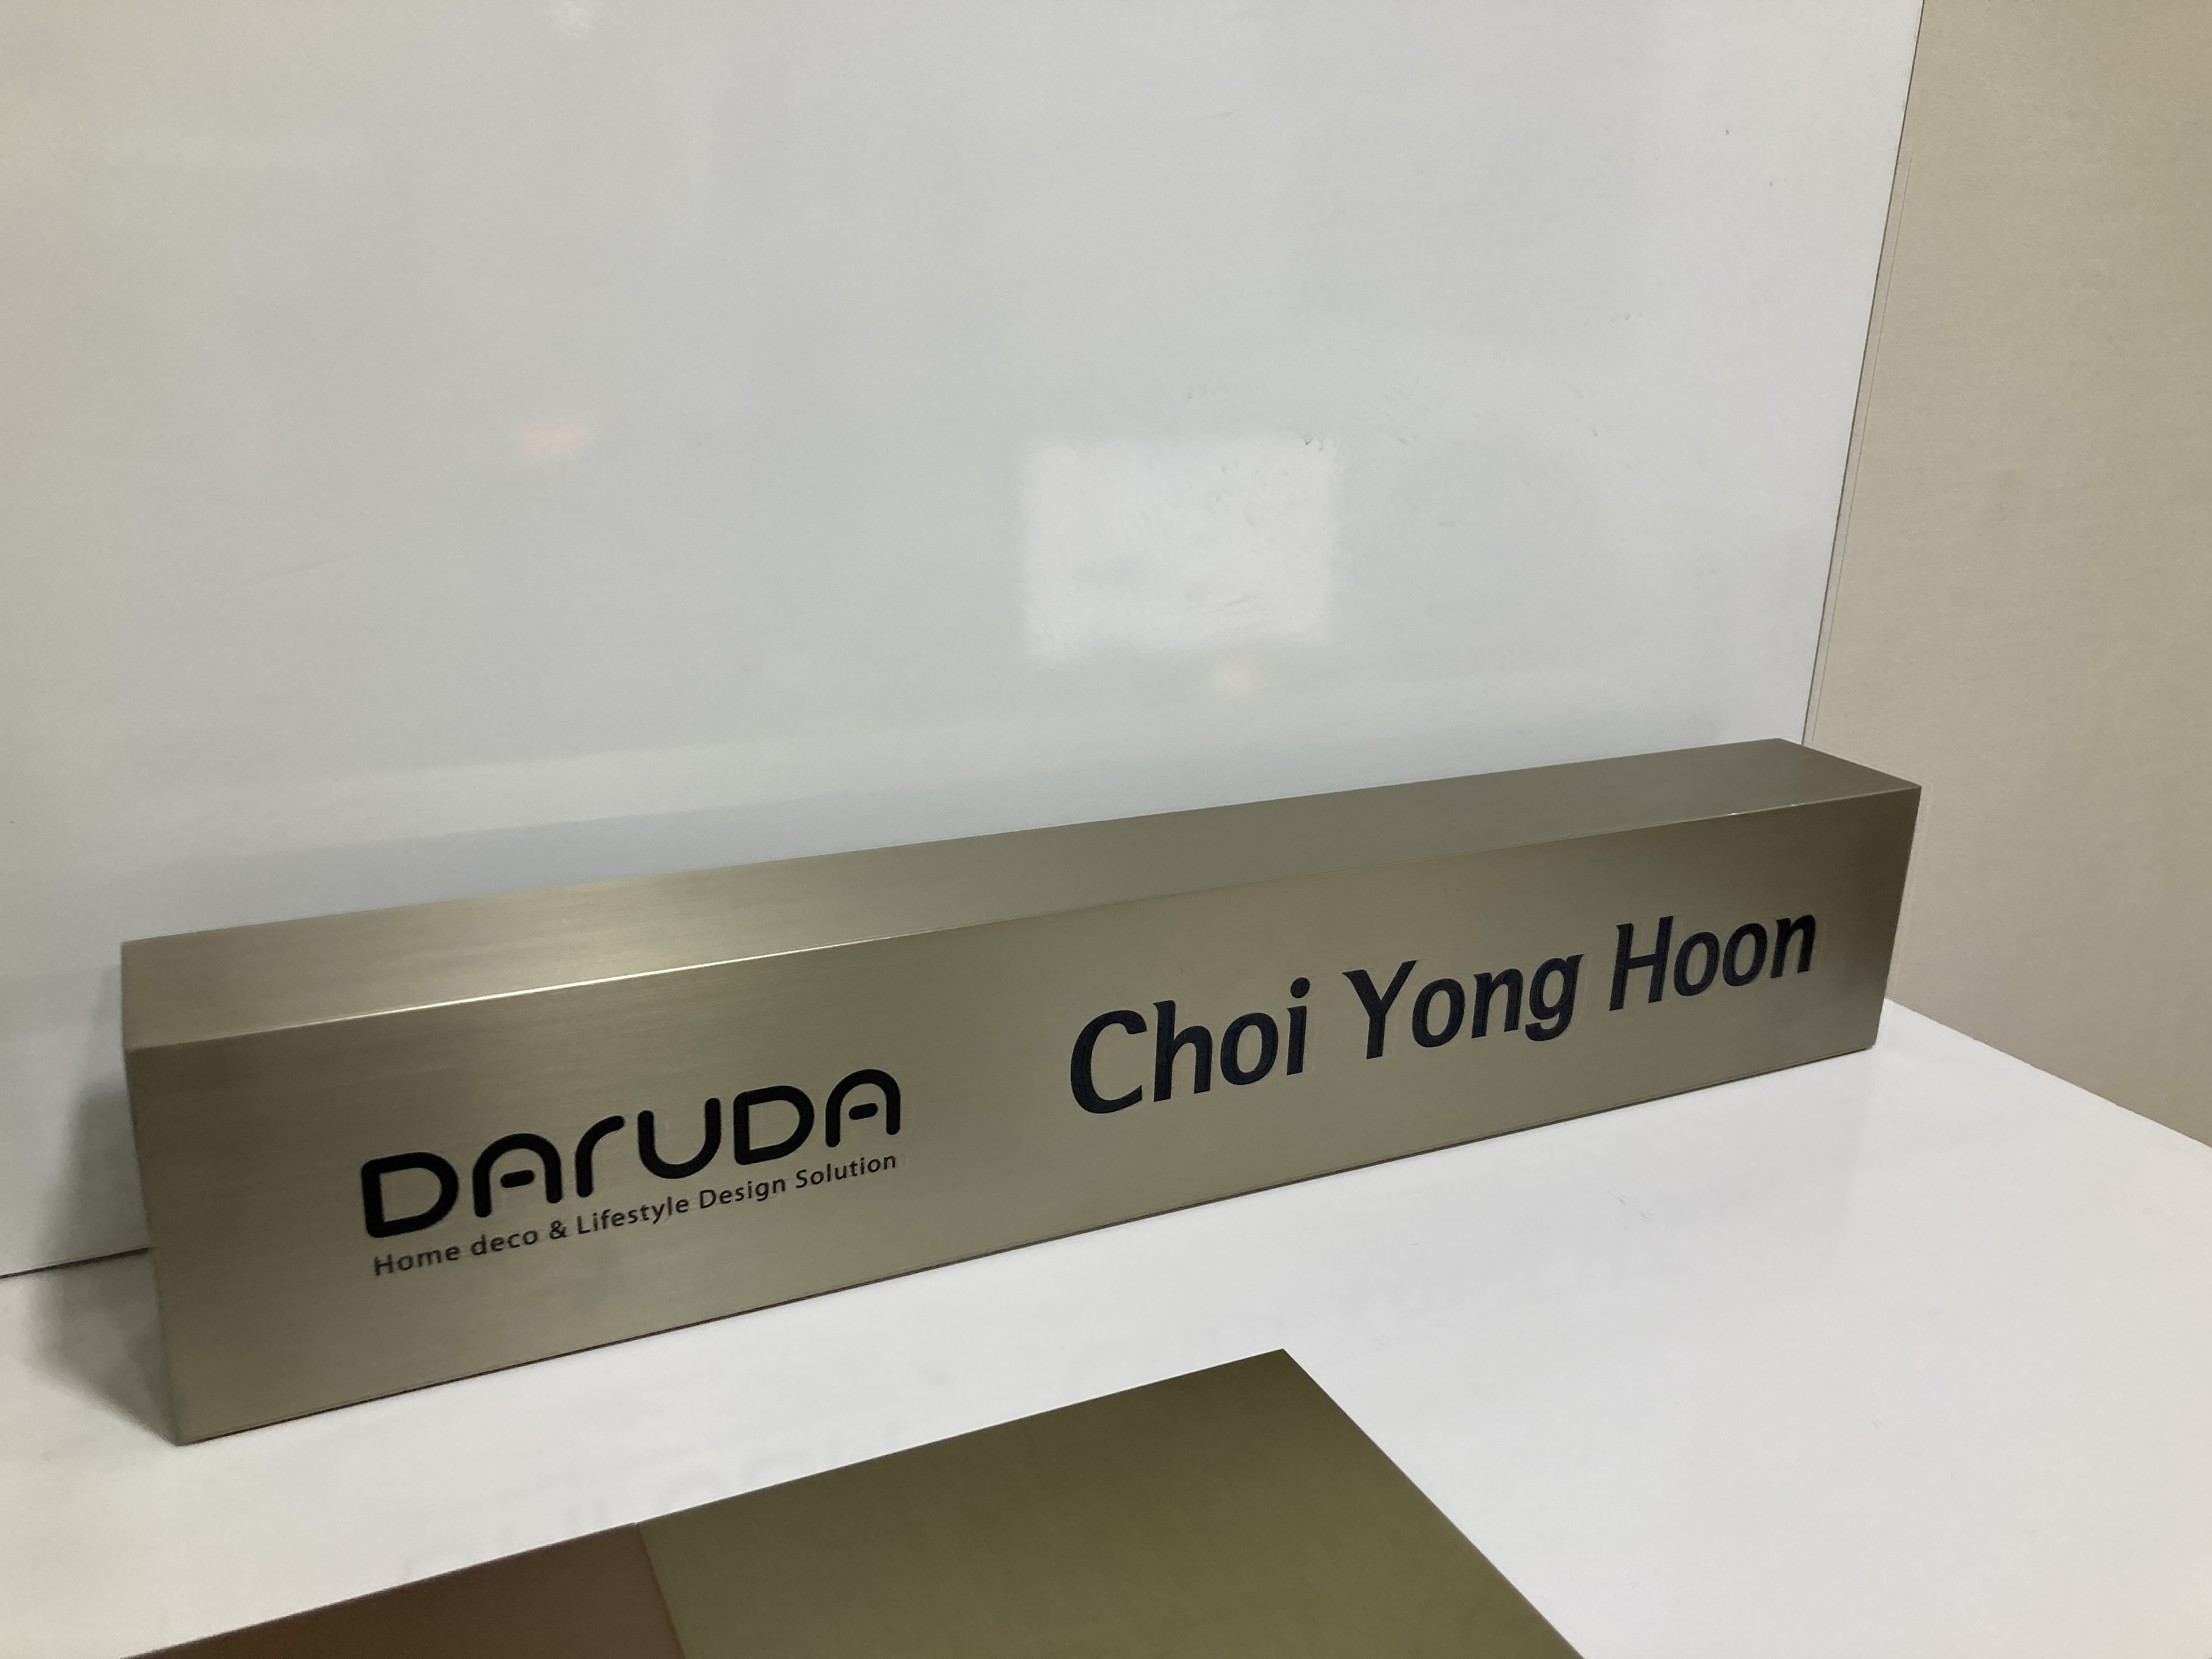 DArUDA
Home deco & Lifestyle Design Solution
Choi Yong Hoon